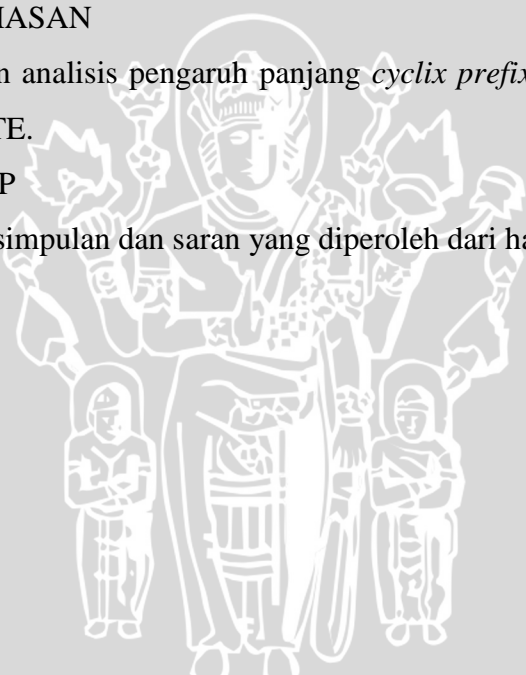 HASAN
n analisis pengaruh panjang cyclix prefix
TE.
P
simpulan dan saran yang diperoleh dari ha